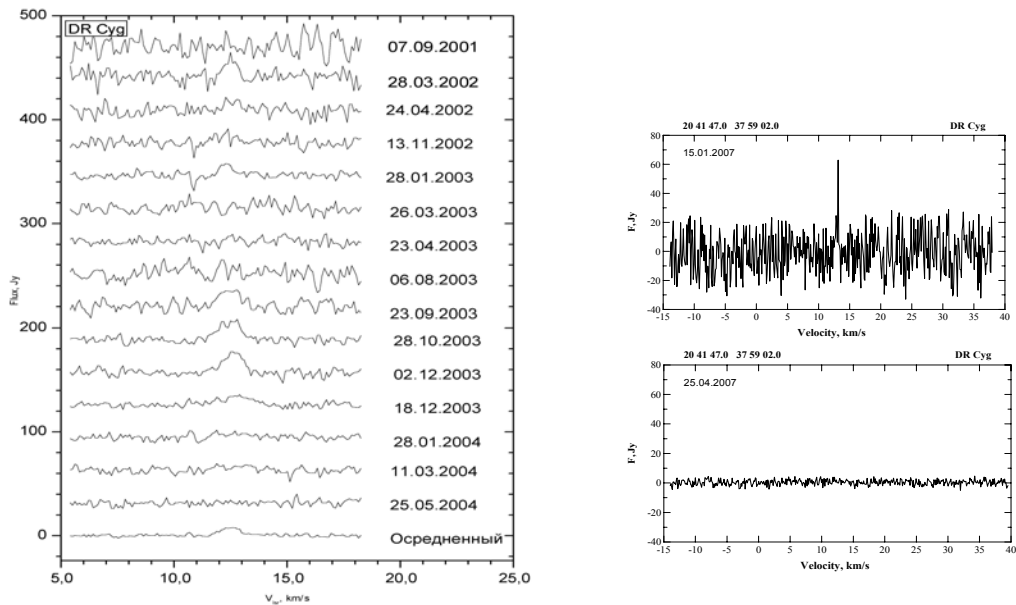 DR Cyg
500
400
300
200
100
0
Flux, Jy
07.09.2001
28.03.2002
24.04.2002
13.11.2002
28.01.2003
26.03.2003
23.04.2003
06.08.2003
23.09.2003
28.10.2003
02.12.2003
18.12.2003
28.01.2004
11.03.2004
25.05.2004
Осредненный
5,0 10,0 15,0 20,0 25,0
km/s
20 41 47.0 37 59 02.0 DR Cyg
15.01.2007
80
60
40
20
0
-20
-40
F, Jy
-15 -10 -5 0 5 10 15 20 25 30 35 40
Velocity, km/s
20 41 47.0 37 59 02.0 DR Cyg
25.04.2007
80
60
40
20
0
-20
-40
F, Jy
-15 -10 -5 0 5 10 15 20 25 30 35 40
Velocity, km/s